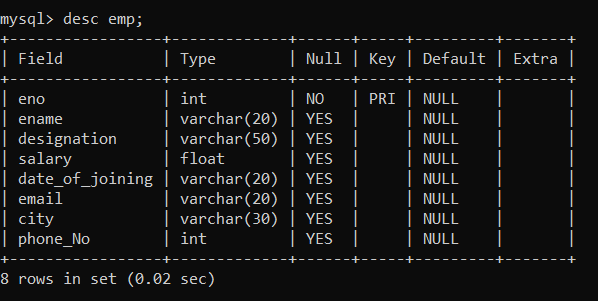 mysql> desc emp;
+----------------+-------------+------+-----+---------+-------+
| Field          | Type        | Null | Key | Default | Extra |
+----------------+-------------+------+-----+---------+-------+
| eno            | int         | NO   | PRI | NULL    |       |
| ename          | varchar(20) | YES  |     | NULL    |       |
| designation    | varchar(50) | YES  |     | NULL    |       |
| salary         | float       | YES  |     | NULL    |       |
| date_of_joining | varchar(20) | YES  |     | NULL    |       |
| email          | varchar(20) | YES  |     | NULL    |       |
| city           | varchar(30) | YES  |     | NULL    |       |
| phone_No       | int         | YES  |     | NULL    |       |
+----------------+-------------+------+-----+---------+-------+
8 rows in set (0.02 sec)